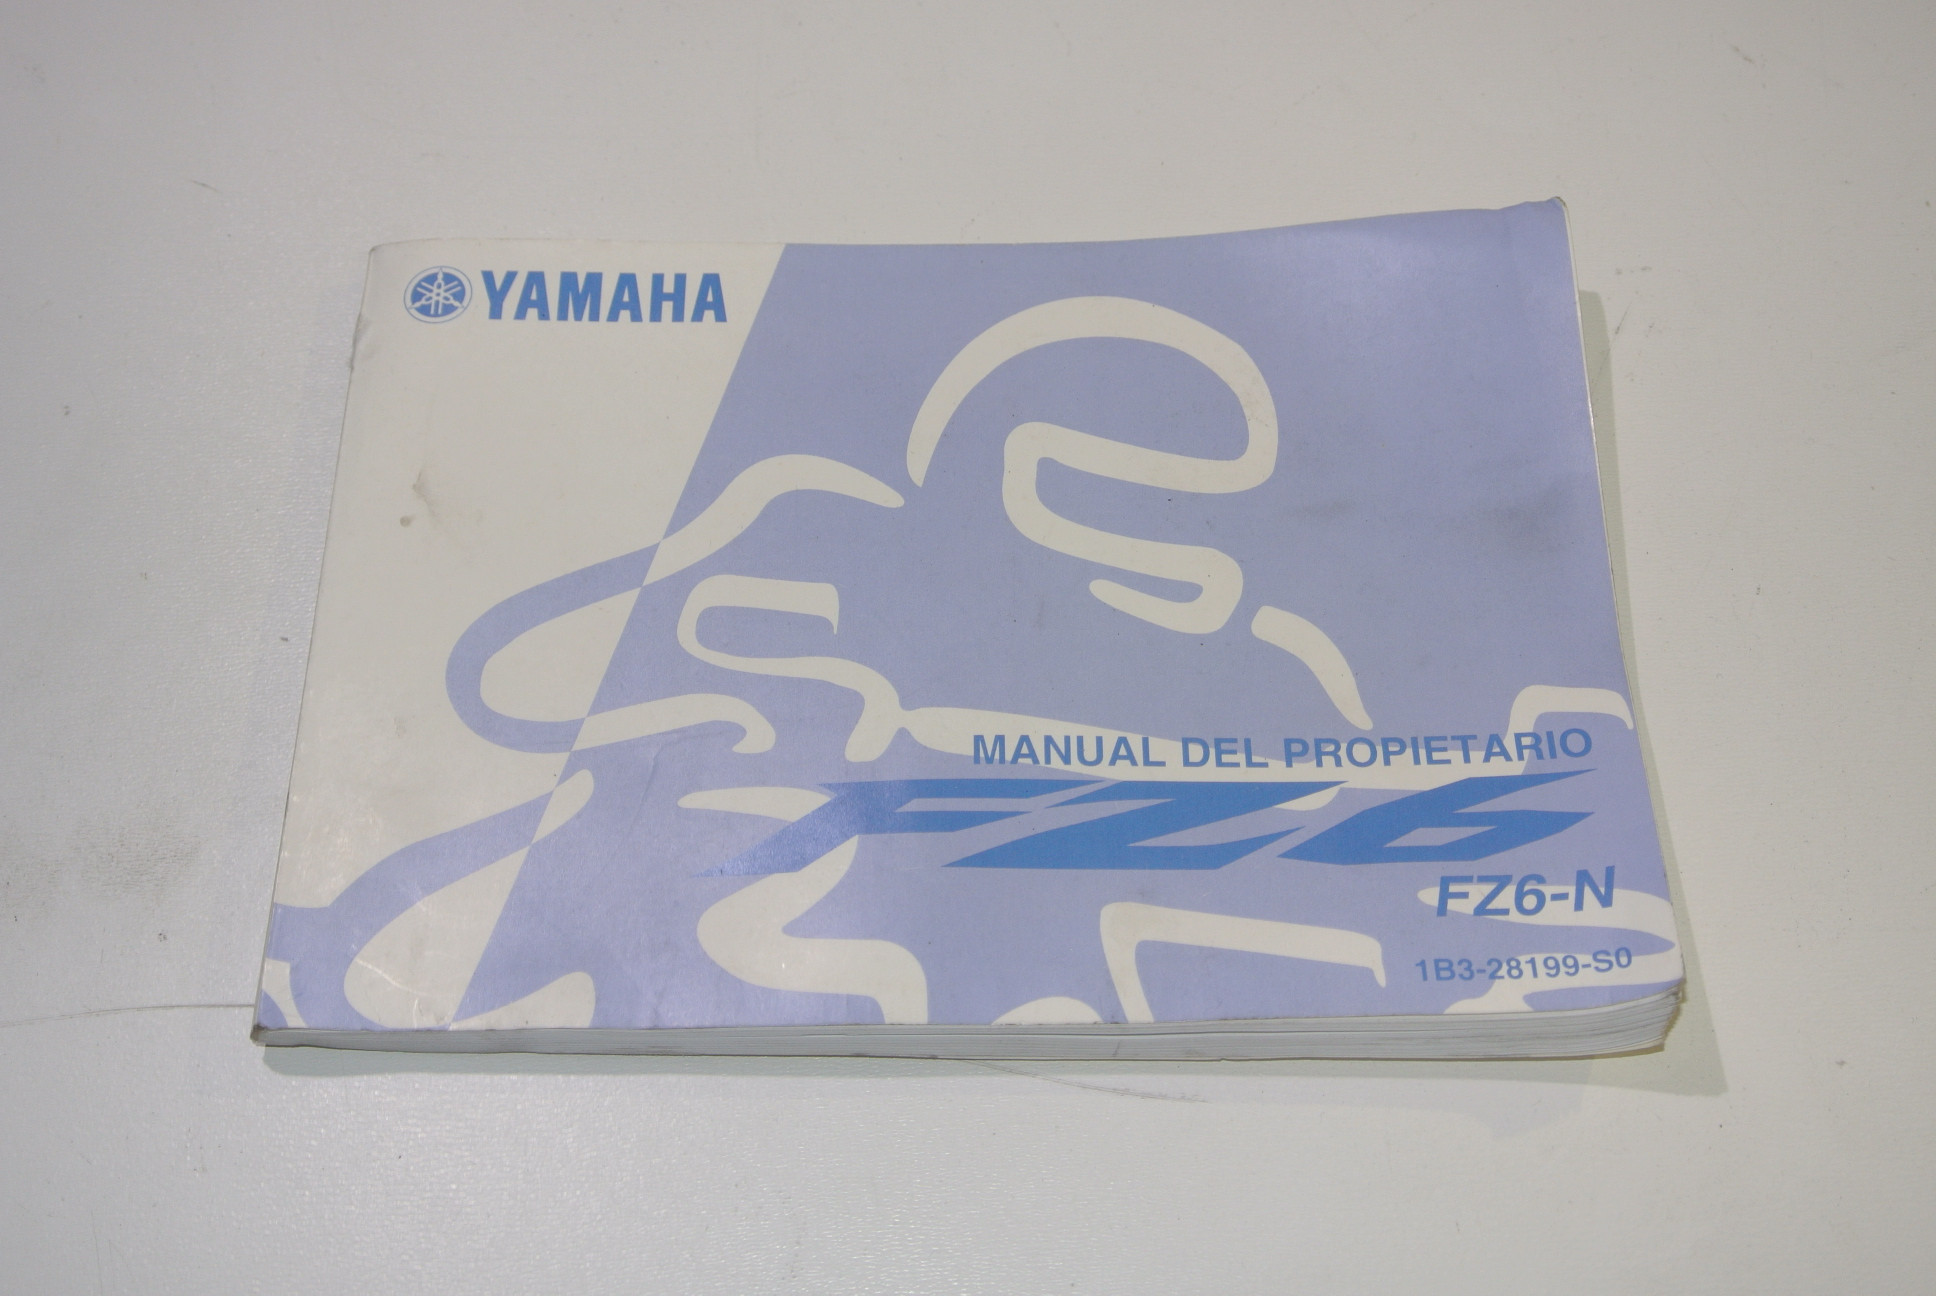 YAMAHA
MANUAL DEL PROPIETARIO
FZ6
FZ6-N
1B3-28199-S0